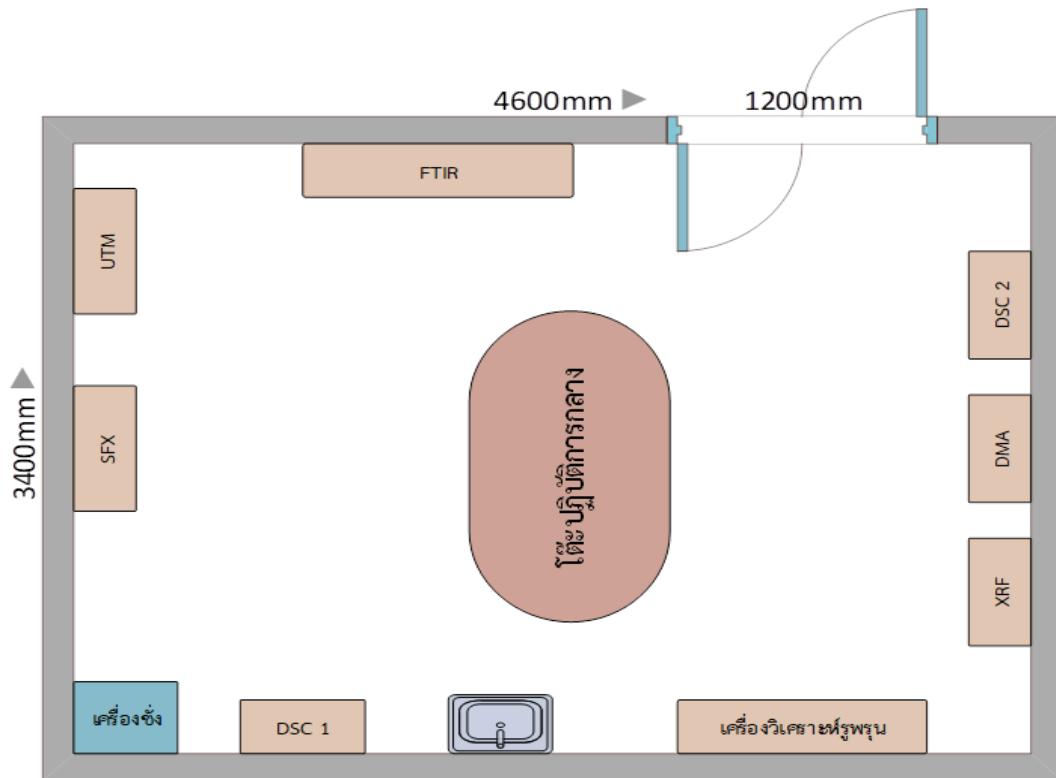 4600mm
1200mm
FTIR
UTM
DSC 2
3400mm
SFX
โต๊ะปฏิบัติการกลาง
DMA
XRF
เครื่องชั่ง
DSC 1
เครื่องวิเคราะห์รูพรุน